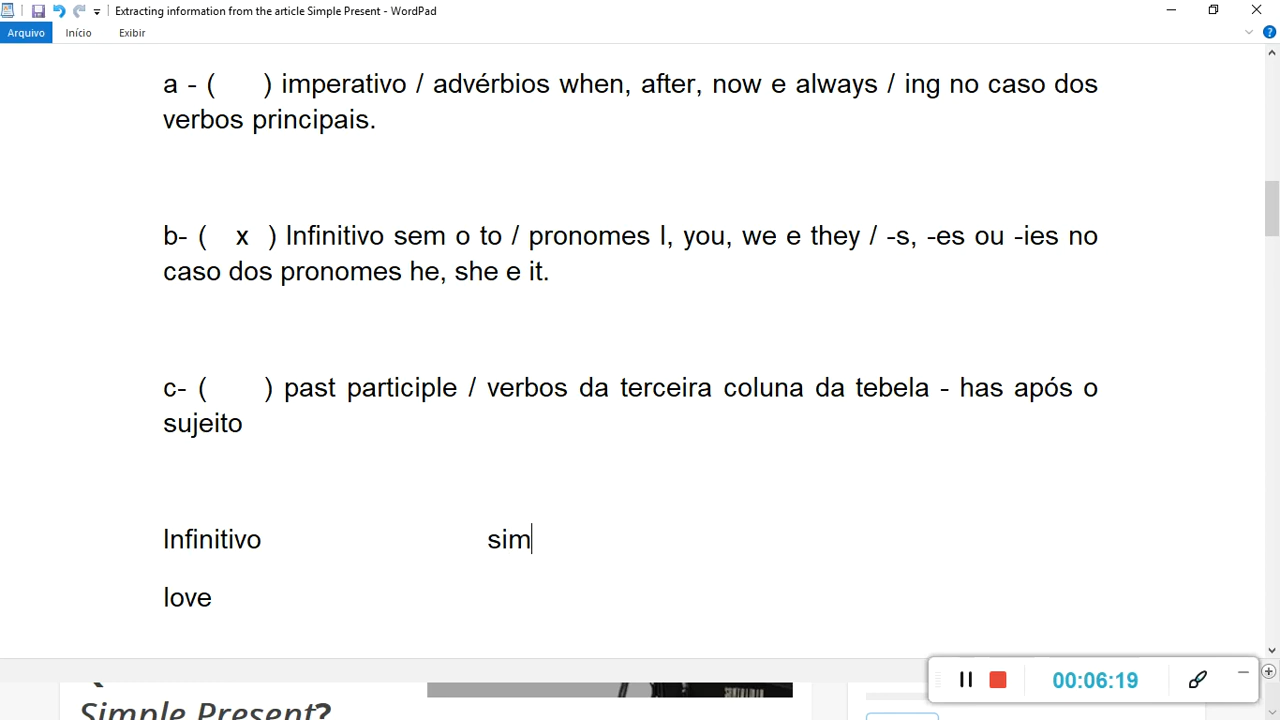 Extracting information from the article Simple Present - WordPad
Arquivo Início Exibir
a - ( ) imperativo / advérbios when, after, now e always / ing no caso dos
verbos principais.
b- ( x ) Infinitivo sem o to / pronomes I, you, we e they / -s, -es ou -ies no
caso dos pronomes he, she e it.
c- ( ) past participle / verbos da terceira coluna da tebela - has após o
sujeito
Infinitivo sim
love
00:06:19
Simple Present?